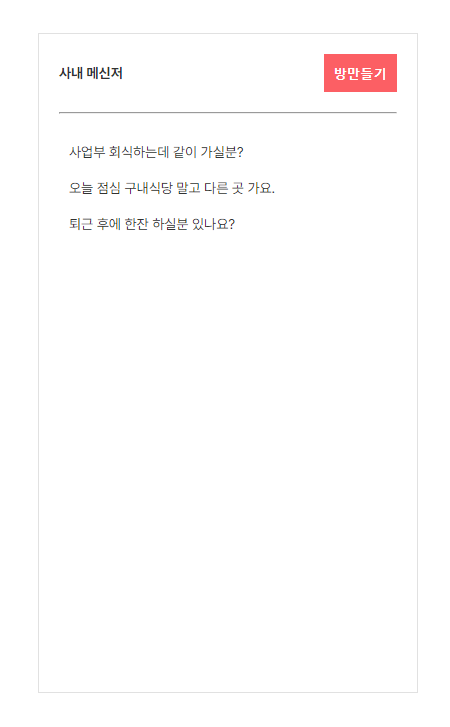 사내 메신저
방만들기
사업부 회식하는데 같이 가실분?
오늘 점심 구내식당 말고 다른 곳 가요.
퇴근 후에 한잔 하실분 있나요?